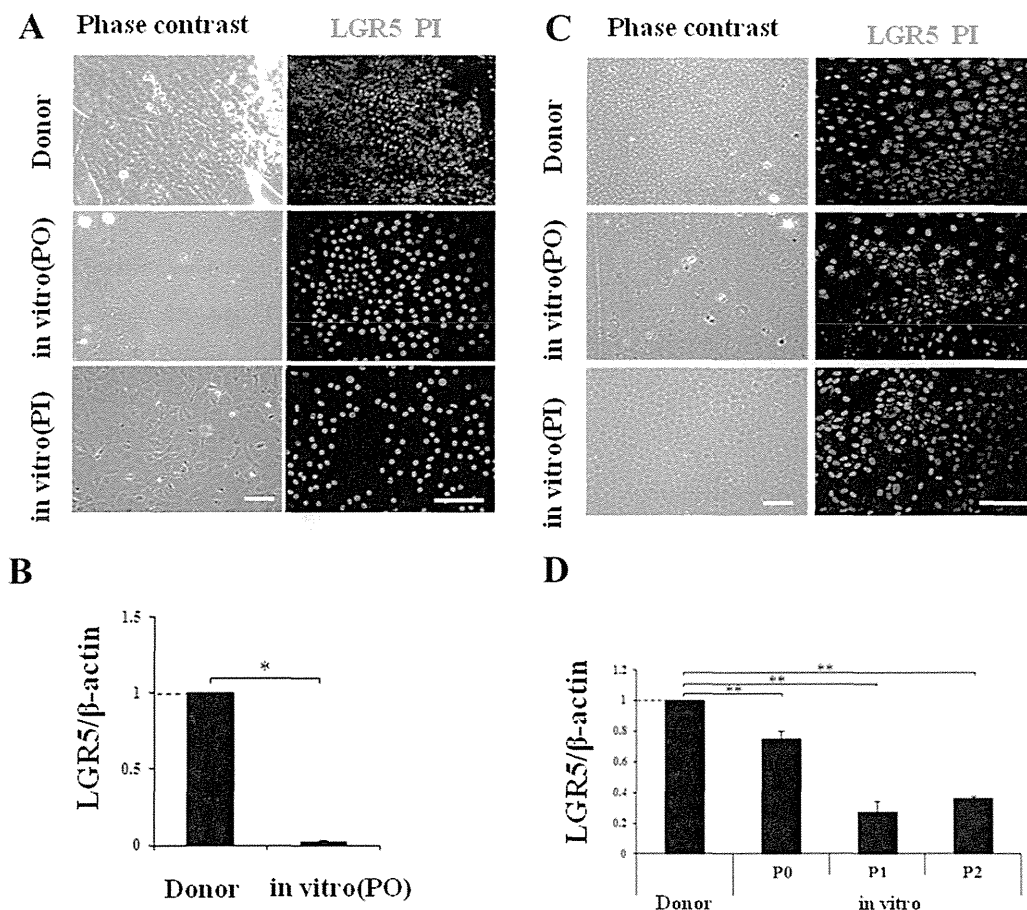 A
Phase contrast
LGR5 PI
Donor
in vitro(PO)
in vitro(PI)
C
Phase contrast
LGR5 PI
Donor
in vitro(PO)
in vitro(PI)
B
LGR5/β-actin
1.5
1
0.5
0
*
Donor
in vitro(PO)
D
LGR5/β-actin
1.2
1
0.8
0.6
0.4
0.2
0
**
**
**
P0
P1
P2
Donor
in vitro